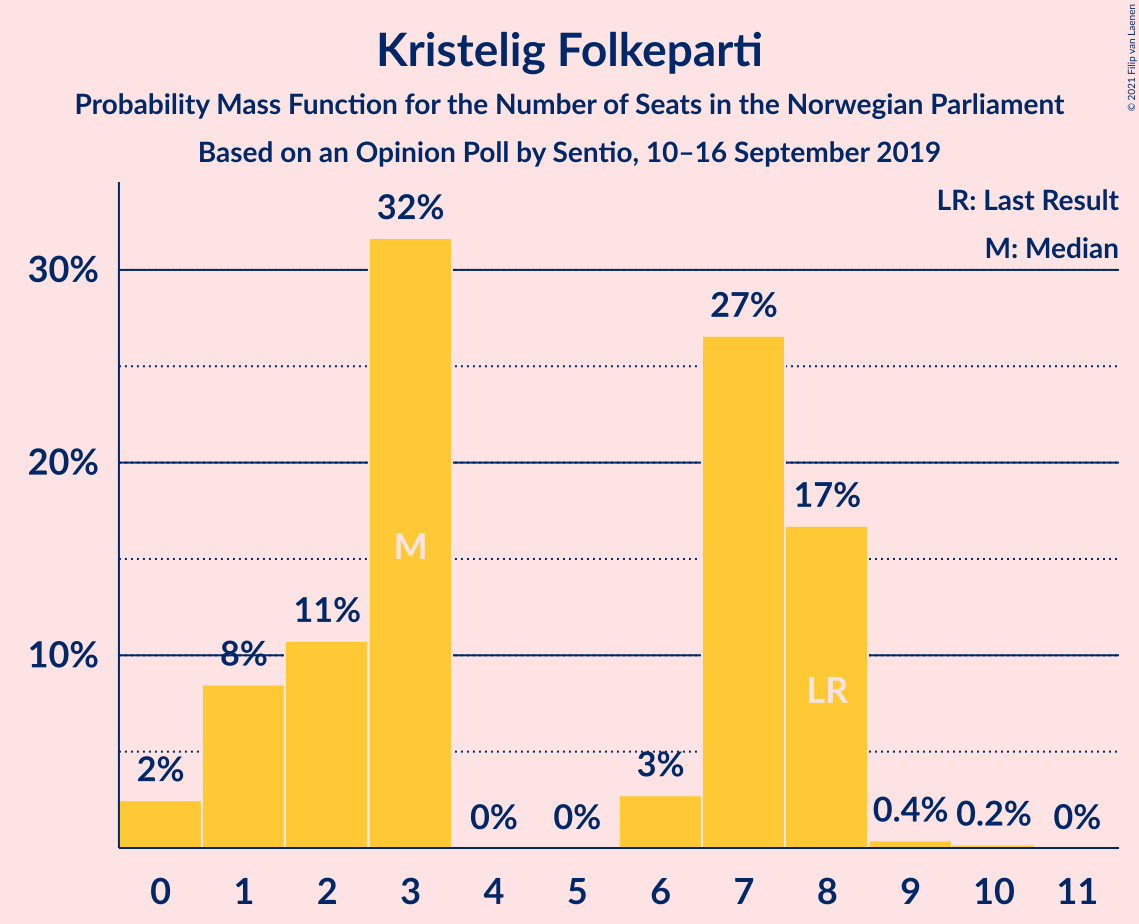 Kristelig Folkeparti
Probability Mass Function for the Number of Seats in the Norwegian Parliament
Based on an Opinion Poll by Sentio, 10–16 September 2019
© 2021 Filip van Laenen
LR: Last Result
M: Median
30%
20%
10%
2%
8%
11%
32%
M
0%
0%
3%
27%
17%
LR
0.4%
0.2%
0%
0 1 2 3 4 5 6 7 8 9 10 11